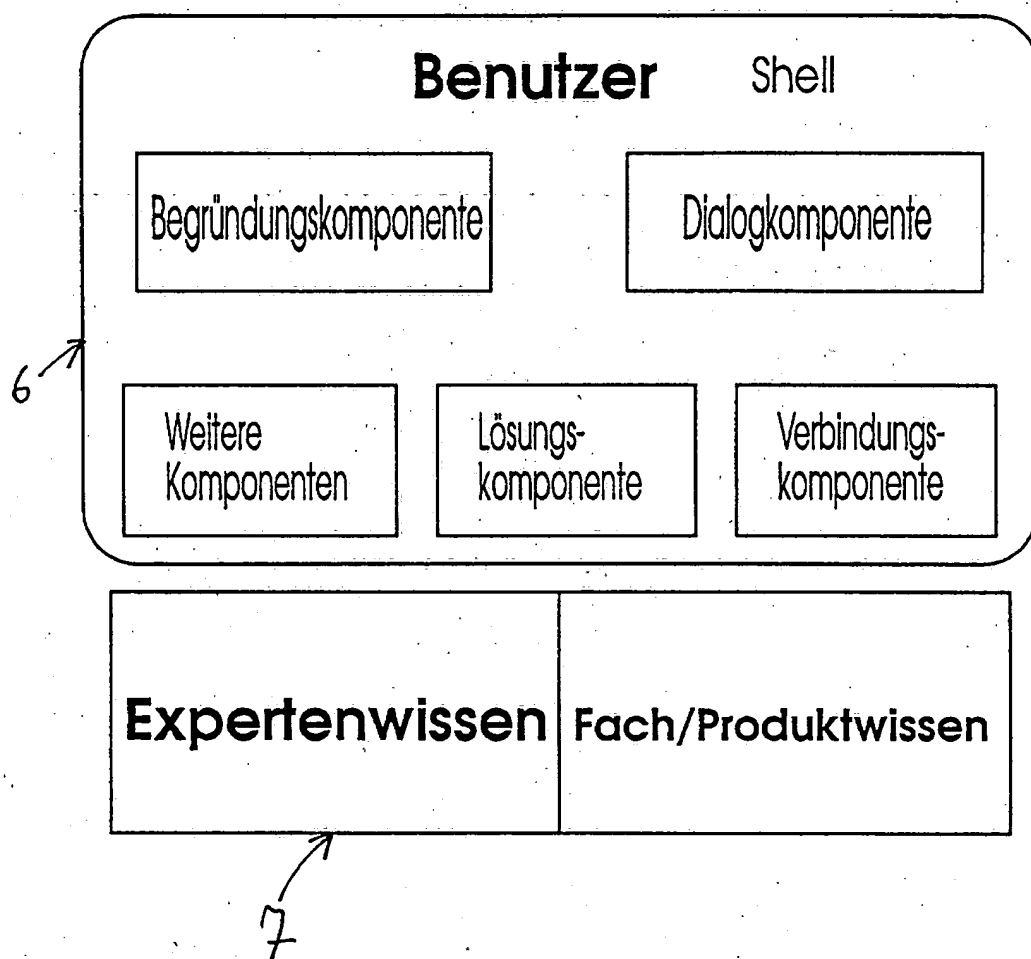 Benutzer Shell
Begründungskomponente
Dialogkomponente
6
Weitere
Komponenten
Lösungs-
komponente
Verbindungs-
komponente
Expertenwissen
Fach/Produktwissen
7